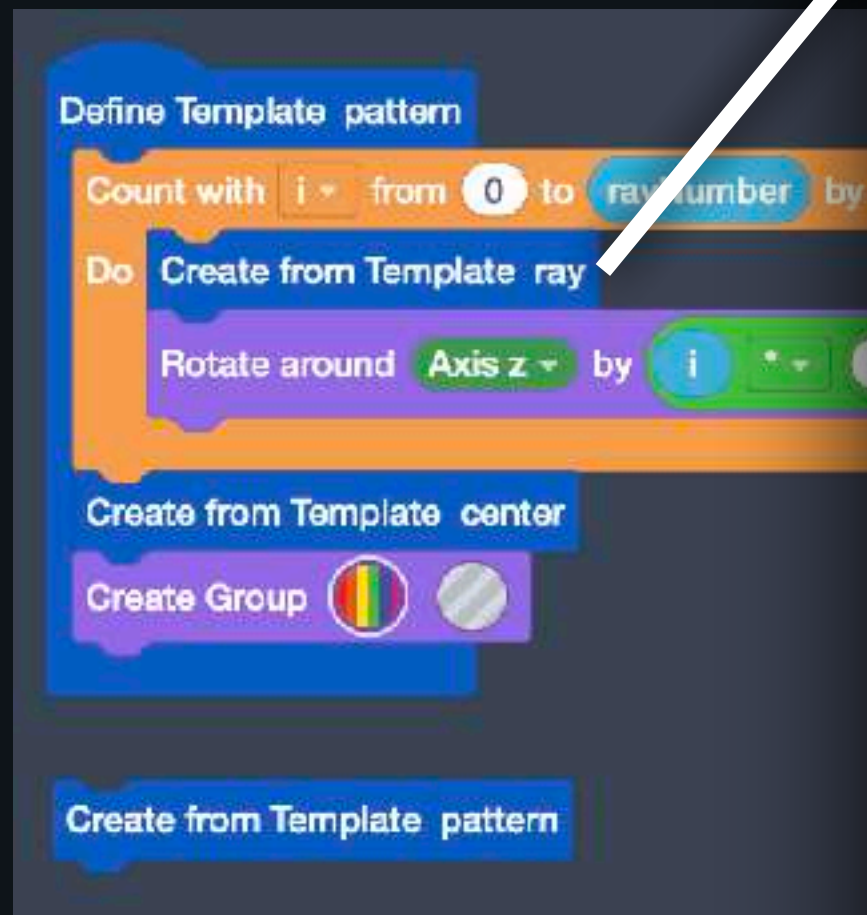 Define Template pattern
Count with i from 0 to rayNumber by
Do Create from Template ray
Rotate around Axis z by i *
Create from Template center
Create Group
Create from Template pattern